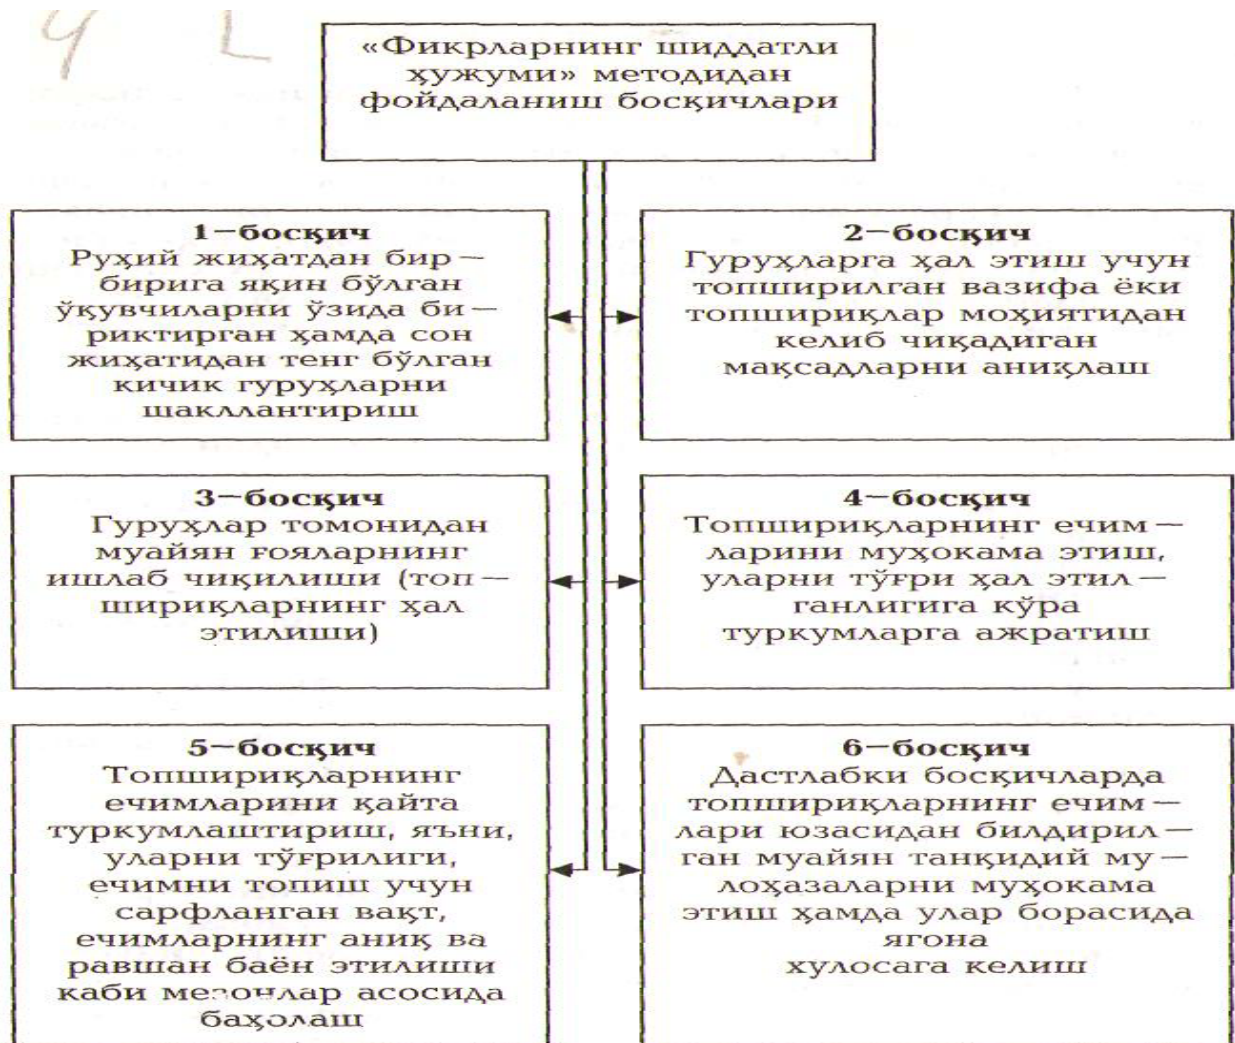 «Фикрларнинг шиддатли
ҳужуми» методидан
фойдаланиш босқичлари
1—босқич
Руҳий жиҳатдан бир —
бирига яқин бўлган
ўқувчиларни ўзида би —
риктирган ҳамда сон
жиҳатидан тенг бўлган
кичик гуруҳларни
шакллантириш
2—босқич
Гуруҳларга ҳал этиш учун
топширилган вазифа ёки
топшириқлар моҳиятидан
келиб чиқадиган
мақсадларни аниқлаш
3—босқич
Гуруҳлар томонидан
муайян ғояларнинг
ишлаб чиқилиши (топ —
шириқларнинг ҳал
этилиши)
4—босқич
Топшириқларнинг ечим —
ларини муҳокама этиш,
уларни тўғри ҳал этил —
ганлигига кўра
туркумларга ажратиш
5—босқич
Топшириқларнинг
ечимларини қайта
туркумлаштириш, яъни,
уларни тўғрилиги,
ечимни топиш учун
сарфланган вақт,
ечимларнинг аниқ ва
равшан баён этилиши
каби мезонлар асосида
баҳолаш
6—босқич
Дастлабки босқичларда
топшириқларнинг ечим —
лари юзасидан билдирил —
ган муайян танқидий му —
лоҳазаларни муҳокама
этиш ҳамда улар борасида
ягона
хулосага келиш